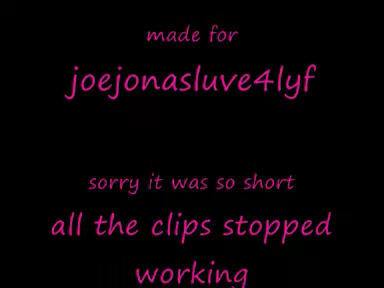 made for
joejonasluve4lyf
sorry it was so short
all the clips stopped
working